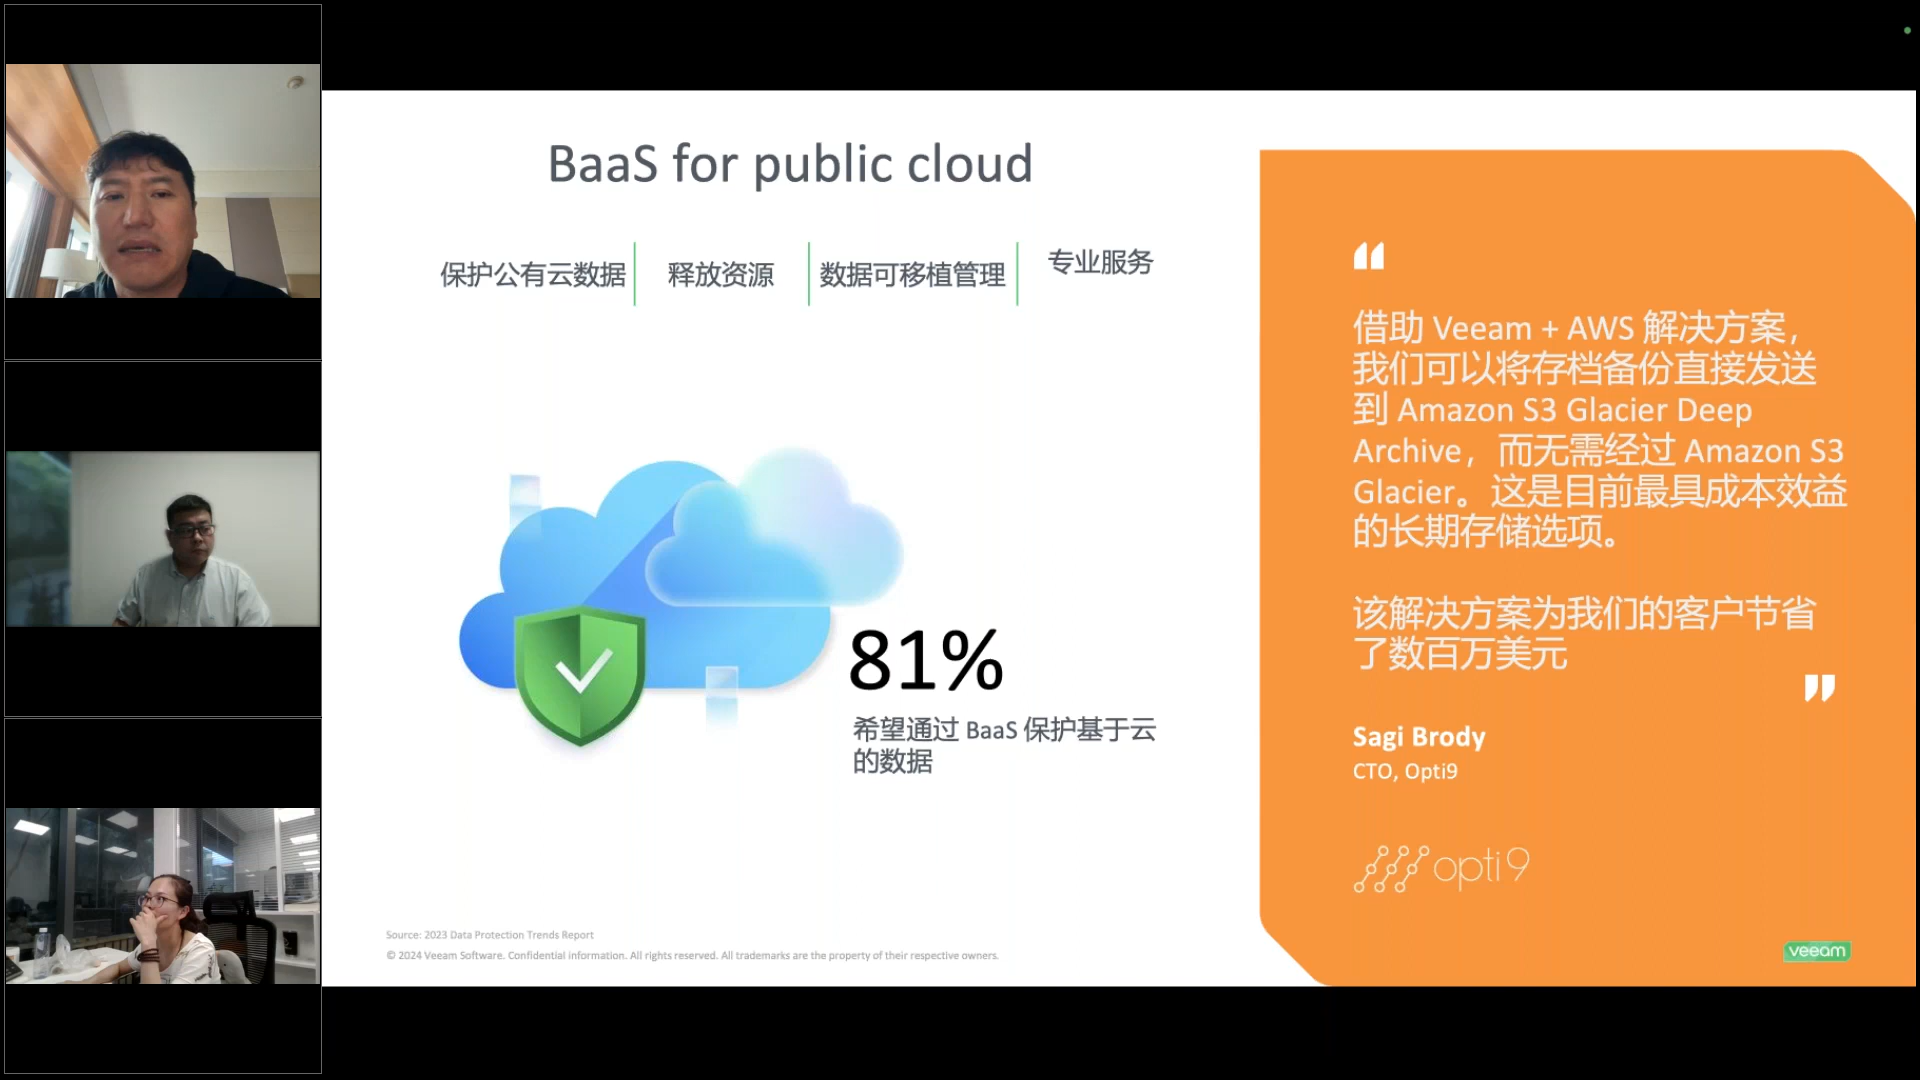 BaaS for public cloud
保护公有云数据
释放资源
数据可移植管理
专业服务
81%
希望通过 BaaS 保护基于云
的数据
Source: 2023 Data Protection Trends Report
© 2024 Veeam Software. Confidential information. All rights reserved. All trademarks are the property of their respective owners.
“
借助 Veeam + AWS 解决方案，
我们可以将存档备份直接发送
到 Amazon S3 Glacier Deep
Archive，而无需经过 Amazon S3
Glacier。这是目前最具成本效益
的长期存储选项。
该解决方案为我们的客户节省
了数百万美元
”
Sagi Brody
CTO, Opti9
opti9
veeam